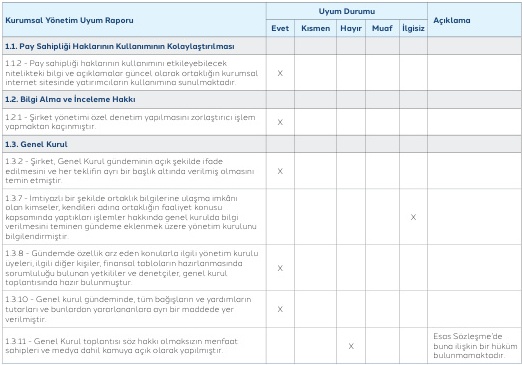 Kurumsal Yönetim Uyum Raporu
Uyum Durumu
Açıklama
Evet Kısmen Hayır Muaf İlgisiz
1.1. Pay Sahipliği Haklarının Kullanımının Kolaylaştırılması
1.1.2 - Pay sahipliği haklarının kullanımını etkileyebilecek
nitelikteki bilgi ve açıklamalar güncel olarak ortaklığın kurumsal
internet sitesinde yatırımcıların kullanımına sunulmaktadır.
X
1.2. Bilgi Alma ve İnceleme Hakkı
1.2.1 - Şirket yönetimi özel denetim yapılmasını zorlaştırıcı işlem
yapmaktan kaçınmıştır.
X
1.3. Genel Kurul
1.3.2 - Şirket, Genel Kurul gündeminin açık şekilde ifade
edilmesini ve her teklifin ayrı bir başlık altında verilmiş olmasını
temin etmiştir.
X
1.3.7 - İmtiyazlı bir şekilde ortaklık bilgilerine ulaşma imkânı
olan kimseler, kendileri adına ortaklığın faaliyet konusu
kapsamında yaptıkları işlemler hakkında genel kurulda bilgi
verilmesini teminen gündeme eklenmek üzere yönetim kurulunu
bilgilendirmiştir.
X
1.3.8 - Gündemde özellik arz eden konularla ilgili yönetim kurulu
üyeleri, ilgili diğer kişiler, finansal tabloların hazırlanmasında
sorumluluğu bulunan yetkililer ve denetçiler, genel kurul
toplantısında hazır bulunmuştur.
X
1.3.10 - Genel kurul gündeminde, tüm bağışların ve yardımların
tutarları ve bunlardan yararlananlara ayrı bir maddede yer
verilmiştir.
X
1.3.11 - Genel Kurul toplantısı söz hakkı olmaksızın menfaat
sahipleri ve medya dahil kamuya açık olarak yapılmıştır.
X
Esas Sözleşme'de
buna ilişkin bir hüküm
bulunmamaktadır.